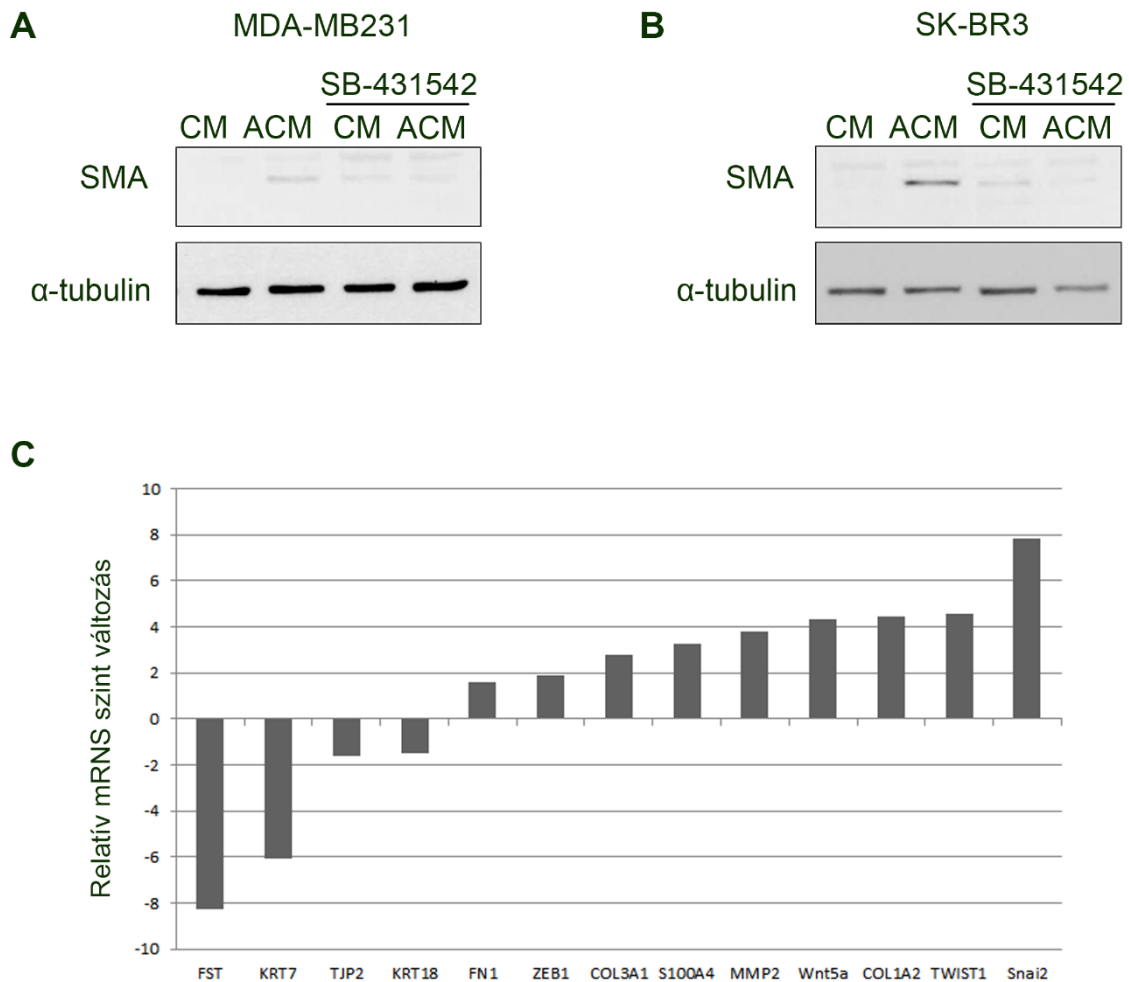 A
MDA-MB231
SB-431542
CM ACM CM ACM
SMA
α-tubulin
B
SK-BR3
SB-431542
CM ACM CM ACM
SMA
α-tubulin
C
Relatív mRNS szint változás
10
8
6
4
2
0
-2
-4
-6
-8
-10
FST KRT7 TJP2 KRT18 FN1 ZEB1 COL3A1 S100A4 MMP2 Wnt5a COL1A2 TWIST1 Snai2